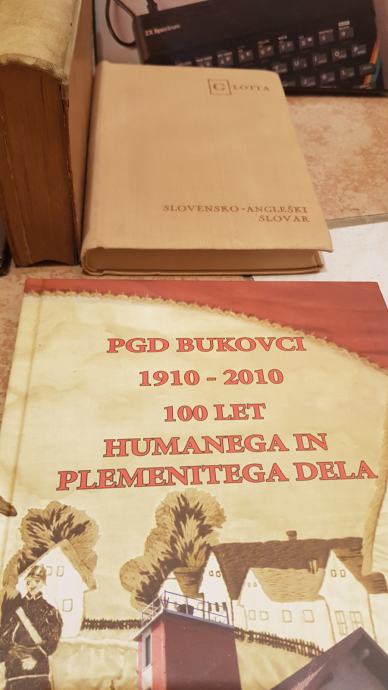 ZX Spectrum
GLOTTA
SLOVENSKO-ANGLEŠKI
SLOVAR
PGD BUKOVCI
1910 - 2010
100 LET
HUMANEGA IN
PLEMENITEGA DELA